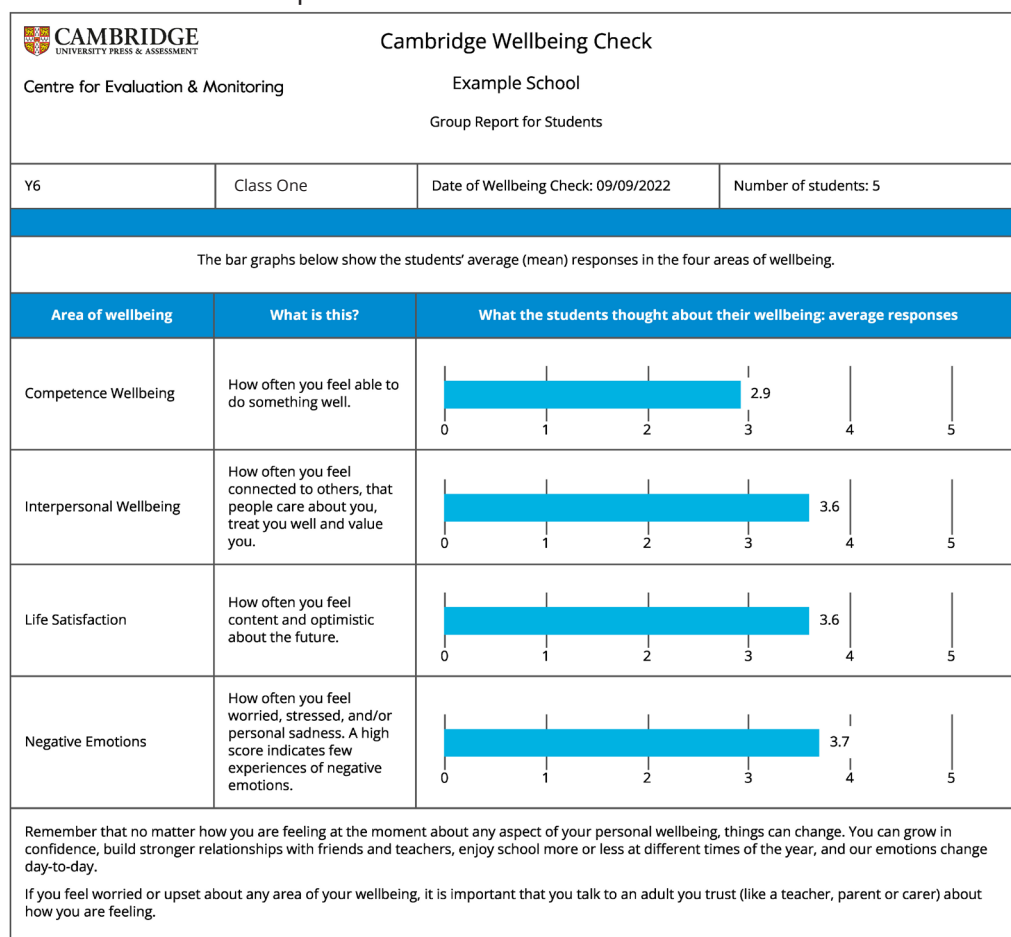 CAMBRIDGE
UNIVERSITY PRESS & ASSESSMENT
Cambridge Wellbeing Check
Centre for Evaluation & Monitoring
Example School
Group Report for Students
Y6
Class One
Date of Wellbeing Check: 09/09/2022
Number of students: 5
The bar graphs below show the students' average (mean) responses in the four areas of wellbeing.
Area of wellbeing
What is this?
What the students thought about their wellbeing: average responses
Competence Wellbeing
How often you feel able to
do something well.
2.9
0 1 2 3 4 5
Interpersonal Wellbeing
How often you feel
connected to others, that
people care about you,
treat you well and value
you.
3.6
0 1 2 3 4 5
Life Satisfaction
How often you feel
content and optimistic
about the future.
3.6
0 1 2 3 4 5
Negative Emotions
How often you feel
worried, stressed, and/or
personal sadness. A high
score indicates few
experiences of negative
emotions.
3.7
0 1 2 3 4 5
Remember that no matter how you are feeling at the moment about any aspect of your personal wellbeing, things can change. You can grow in
confidence, build stronger relationships with friends and teachers, enjoy school more or less at different times of the year, and our emotions change
day-to-day.
If you feel worried or upset about any area of your wellbeing, it is important that you talk to an adult you trust (like a teacher, parent or carer) about
how you are feeling.